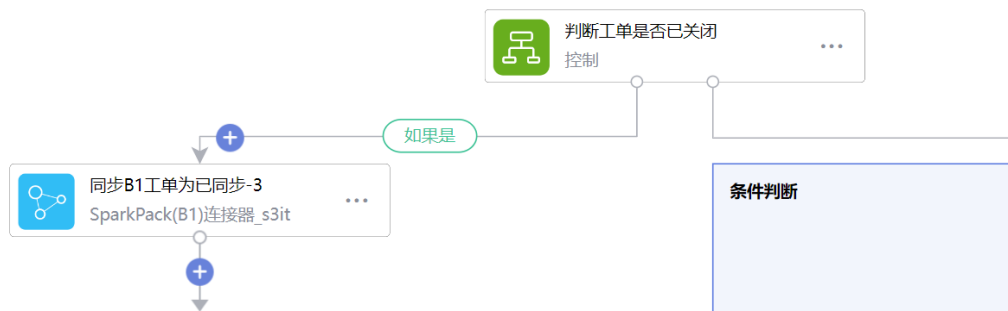 判断工单是否已关闭
控制
如果是
同步B1工单为已同步-3
SparkPack(B1)连接器_s3it
条件判断